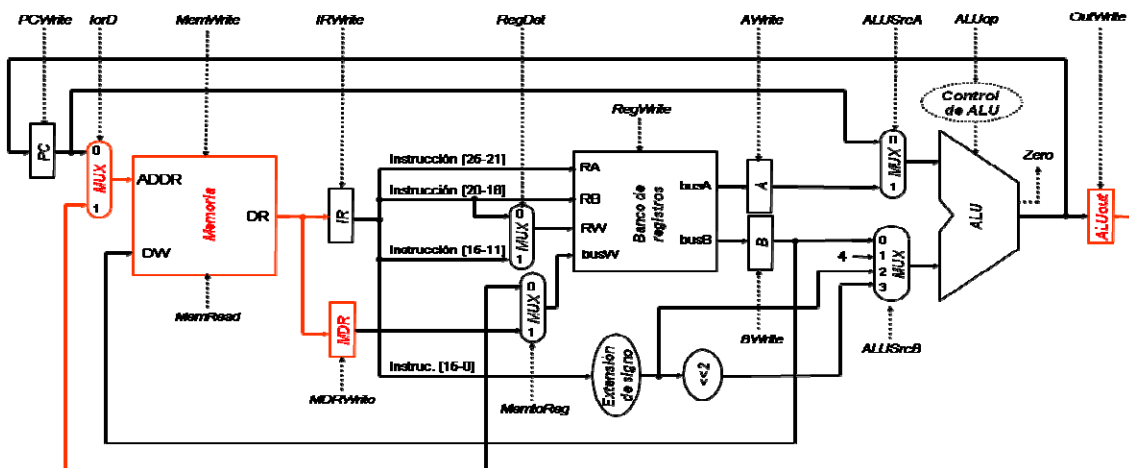 PCWrite IorD MemWrite IRWrite RegDst AWrite ALUSrcA ALUop OutWrite
Control
de ALU
RegWrite
Zero
PC
0
MUX
1
ADDR
Memoria
DR
DW
MemRead
IR
MDR
MDRWrite
Instrucción [25-21]
Instrucción [20-16]
Instrucción [15-11]
Instruc. [15-0]
0
MUX
1
0
MUX
1
MemtoReg
RA
RB
RW
busW
Banco de
registros
busA
busB
A
B
BWrite
Extensión
de signo
<<2
0
MUX
1
4
0
1
2
3
MUX
ALUSrcB
ALU
ALUout